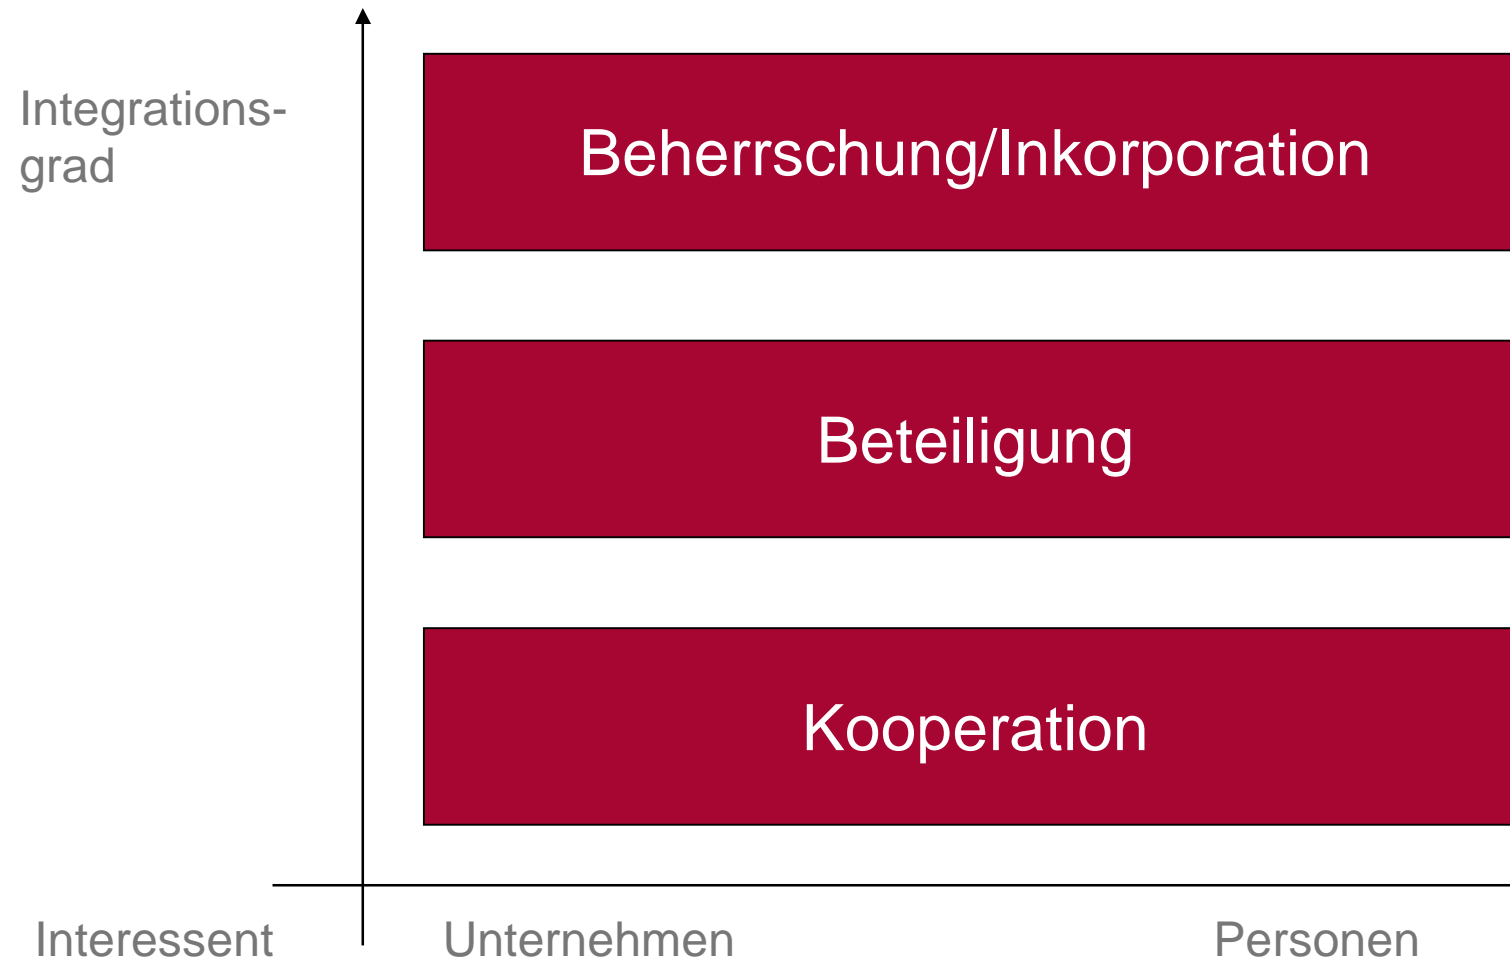 Integrations-
grad
Beherrschung/Inkorporation
Beteiligung
Kooperation
Interessent Unternehmen Personen